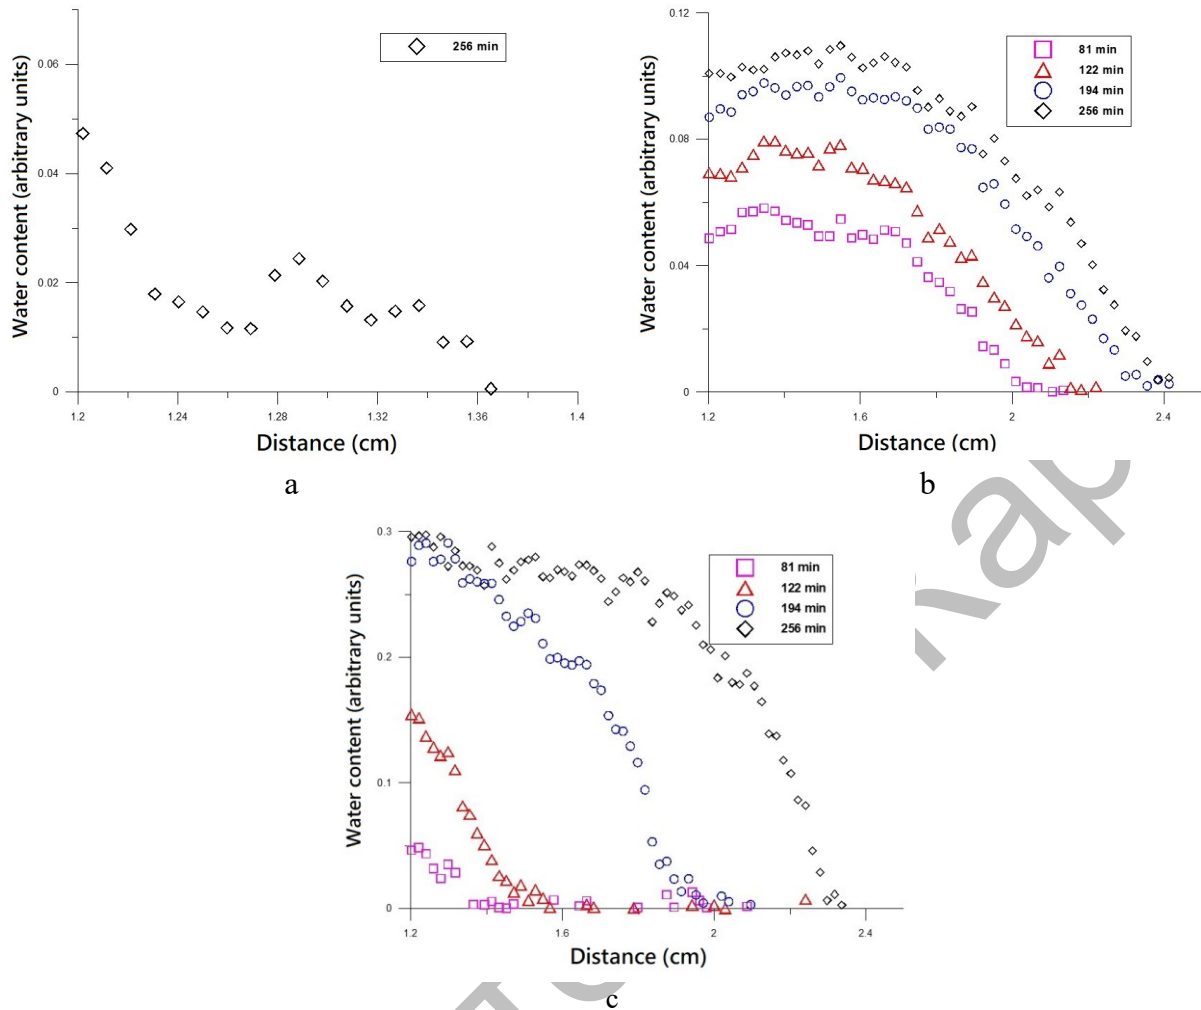 256 min
0.06
0.04
0.02
0
1.2 1.24 1.28 1.32 1.36 1.4
Water content (arbitrary units)
Distance (cm)
a
81 min
122 min
194 min
256 min
0.12
0.08
0.04
0
1.2 1.6 2 2.4
Water content (arbitrary units)
Distance (cm)
b
81 min
122 min
194 min
256 min
0.3
0.2
0.1
0
1.2 1.6 2 2.4
Water content (arbitrary units)
Distance (cm)
c